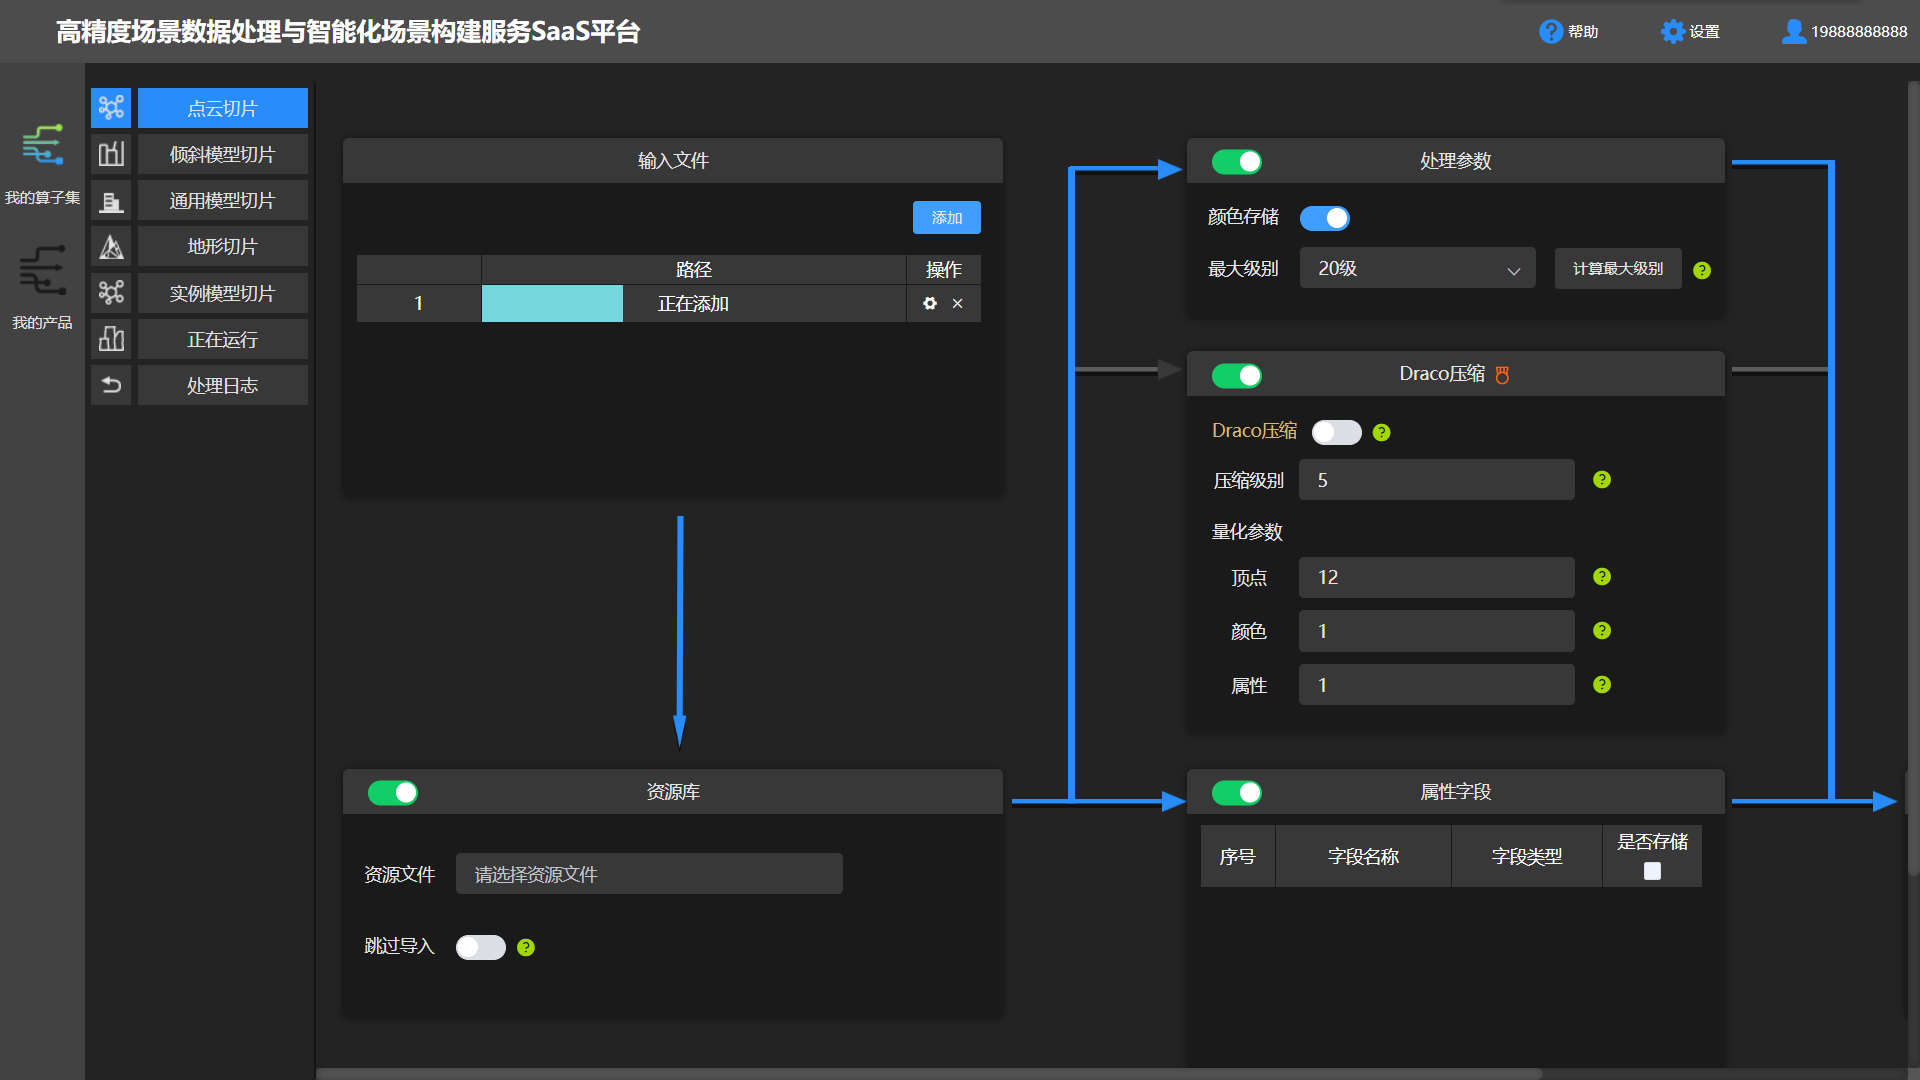 高精度场景数据处理与智能化场景构建服务SaaS平台
帮助
设置
19888888888
我的算子集
我的产品
点云切片
倾斜模型切片
通用模型切片
地形切片
实例模型切片
正在运行
处理日志
输入文件
添加
路径 操作
1 正在添加
资源库
资源文件 请选择资源文件
跳过导入 ?
处理参数
颜色存储
最大级别 20级 计算最大级别 ?
Draco压缩
Draco压缩 ?
压缩级别 5 ?
量化参数
顶点 12 ?
颜色 1 ?
属性 1 ?
属性字段
序号 字段名称 字段类型 是否存储